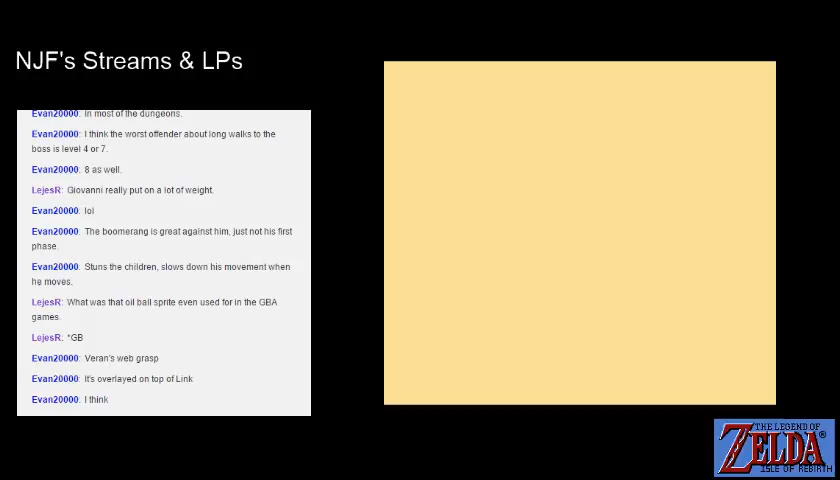 NJF's Streams & LPs
Evan20000: In most of the dungeons.
Evan20000: I think the worst offender about long walks to the
boss is level 4 or 7.
Evan20000: 8 as well.
LejesR: Giovanni really put on a lot of weight.
Evan20000: lol
Evan20000: The boomerang is great against him, just not his first
phase.
Evan20000: Stuns the children, slows down his movement when
he moves.
LejesR: What was that oil ball sprite even used for in the GBA
games.
LejesR: *GB
Evan20000: Veran's web grasp
Evan20000: It's overlayed on top of Link
Evan20000: I think
THE LEGEND OF
ZELDA®
ISLE OF REBIRTH